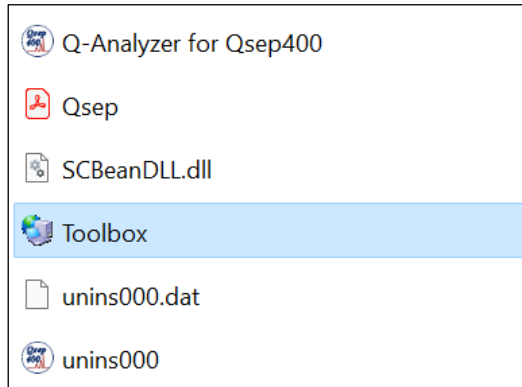 Q-Analyzer for Qsep400
Qsep
SCBeanDLL.dll
Toolbox
unins000.dat
unins000